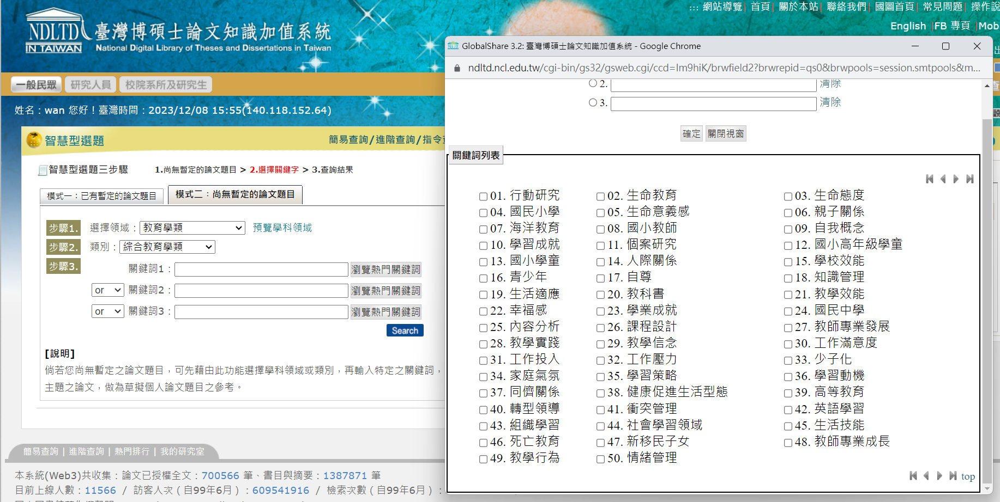 ::: 網站導覽| 首頁| 關於本站| 聯絡我們| 國圖首頁| 常見問題| 操作說
English |FB 專頁 |Mob
NDLTD
IN TAIWAN
臺灣博碩士論文知識加值系統
National Digital Library of Theses and Dissertations in Taiwan
一般民眾 研究人員 校院系所及研究生
姓名：wan 您好！臺灣時間：2023/12/08 15:55(140.118.152.64)
智慧型選題
簡易查詢/進階查詢/指令
智慧型選題三步驟 1.尚無暫定的論文題目 > 2.選擇關鍵字 > 3.查詢結果
模式一：已有暫定的論文題目 模式二：尚無暫定的論文題目
步驟1. 選擇領域： 教育學類 預覽學科領域
步驟2. 類別： 綜合教育學類
步驟3. 關鍵詞1： 瀏覽熱門關鍵詞
or 關鍵詞2： 瀏覽熱門關鍵詞
or 關鍵詞3： 瀏覽熱門關鍵詞
Search
[說明]
倘若您尚無暫定之論文題目，可先藉由此功能選擇學科領域或類別，再輸入特定之關鍵詞，
主題之論文，做為草擬個人論文題目之參考。
簡易查詢 | 進階查詢 | 熱門排行 | 我的研究室
本系統(Web3)共收集：論文已授權全文：700566 筆、書目與摘要：1387871 筆
目前上線人數：11566 / 訪客人次（自99年6月）：609541916 / 檢索次數（自99年6月）：
GlobalShare 3.2: 臺灣博碩士論文知識加值系統 - Google Chrome
ndltd.ncl.edu.tw/cgi-bin/gs32/gsweb.cgi/ccd=Im9hiK/brwfield2?brwrepid=qs0&brwpools=session.smtpools&m...
2. 清除
3. 清除
確定 關閉視窗
關鍵詞列表
01. 行動研究 02. 生命教育 03. 生命態度
04. 國民小學 05. 生命意義感 06. 親子關係
07. 海洋教育 08. 國小教師 09. 自我概念
10. 學習成就 11. 個案研究 12. 國小高年級學童
13. 國小學童 14. 人際關係 15. 學校效能
16. 青少年 17. 自尊 18. 知識管理
19. 生活適應 20. 教科書 21. 教學效能
22. 幸福感 23. 學業成就 24. 國民中學
25. 內容分析 26. 課程設計 27. 教師專業發展
28. 教學實踐 29. 教學信念 30. 工作滿意度
31. 工作投入 32. 工作壓力 33. 少子化
34. 家庭氣氛 35. 學習策略 36. 學習動機
37. 同儕關係 38. 健康促進生活型態 39. 高等教育
40. 轉型領導 41. 衝突管理 42. 英語學習
43. 組織學習 44. 社會學習領域 45. 生活技能
46. 死亡教育 47. 新移民子女 48. 教師專業成長
49. 教學行為 50. 情緒管理
top